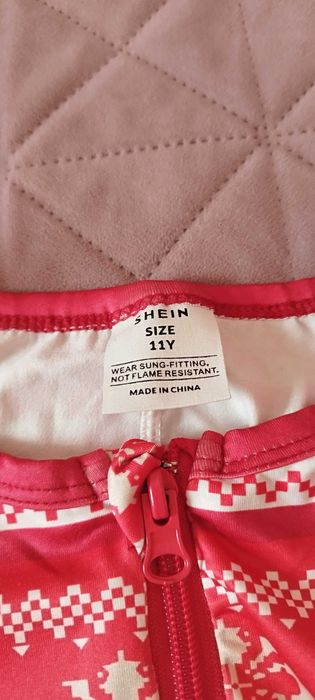 SHEIN
SIZE
11Y
WEAR SUNG-FITTING.
NOT FLAME RESISTANT.
MADE IN CHINA